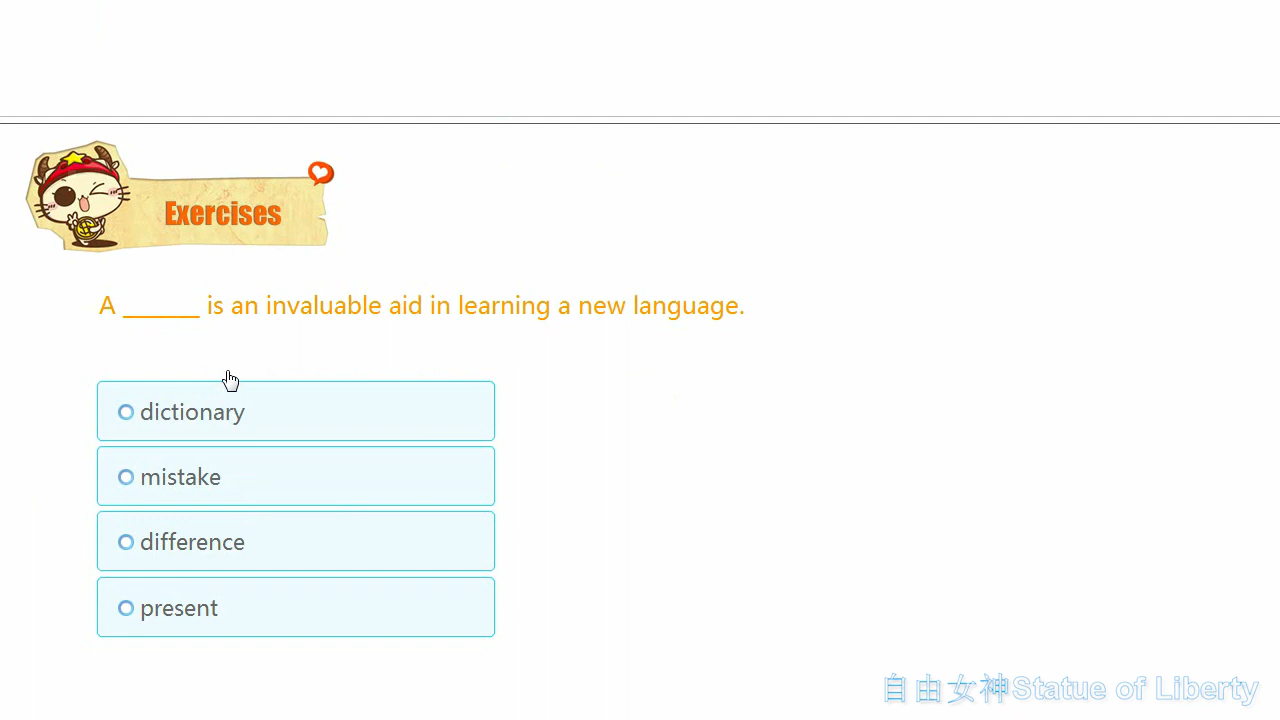 Exercises
A _______ is an invaluable aid in learning a new language.
dictionary
mistake
difference
present
自由女神Statue of Liberty